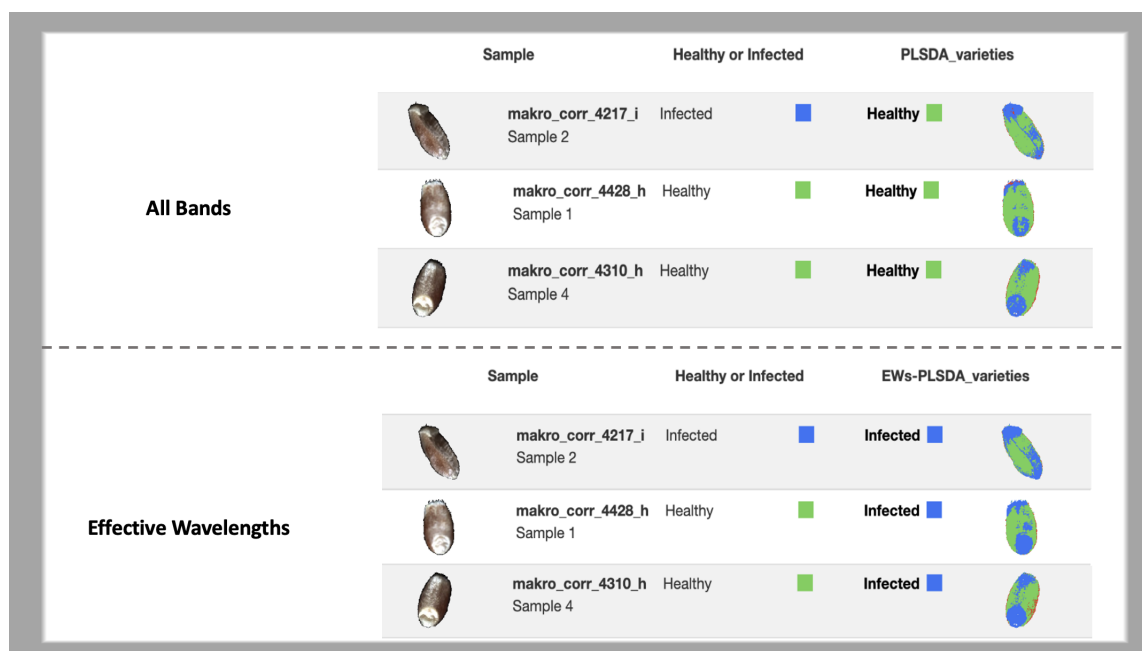 Sample Healthy or Infected PLSDA_varieties
makro_corr_4217_i Infected Healthy
Sample 2
All Bands
makro_corr_4428_h Healthy Healthy
Sample 1
makro_corr_4310_h Healthy Healthy
Sample 4
Sample Healthy or Infected EWs-PLSDA_varieties
makro_corr_4217_i Infected Infected
Sample 2
Effective Wavelengths
makro_corr_4428_h Healthy Infected
Sample 1
makro_corr_4310_h Healthy Infected
Sample 4